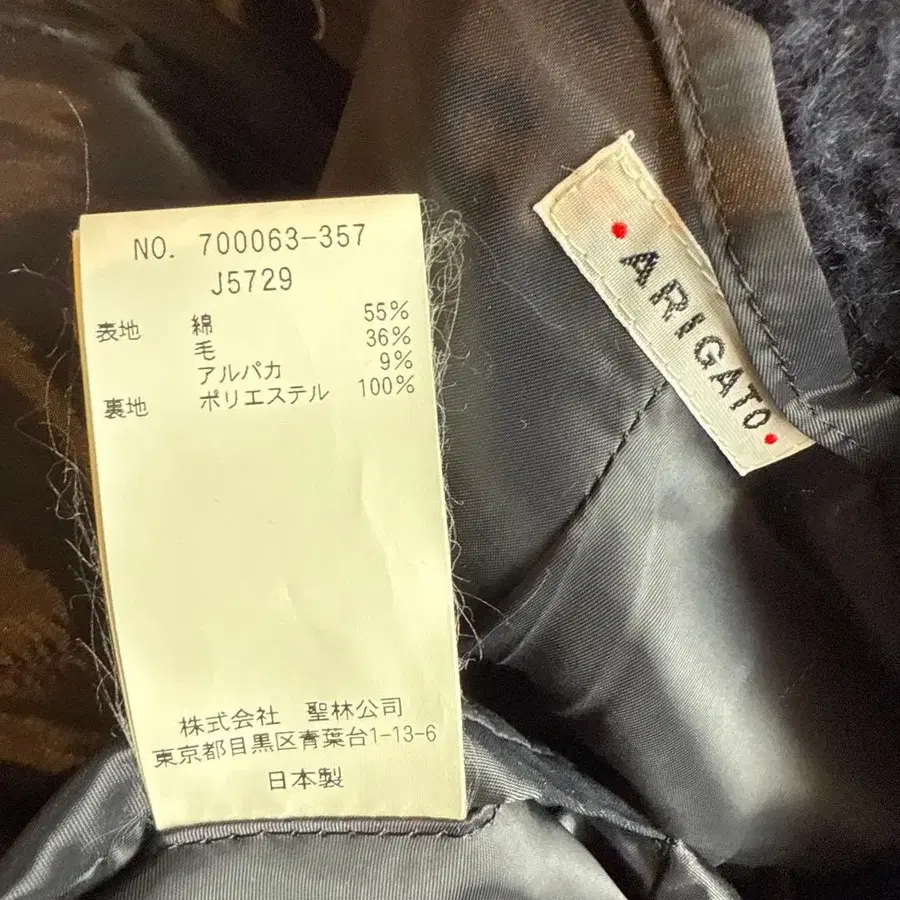 NO. 700063-357
J5729
表地 綿 55%
毛 36%
アルパカ 9%
裏地 ポリエステル 100%
株式会社 聖林公司
東京都目黒区青葉台1-13-6
日本製
•ARIGATO•